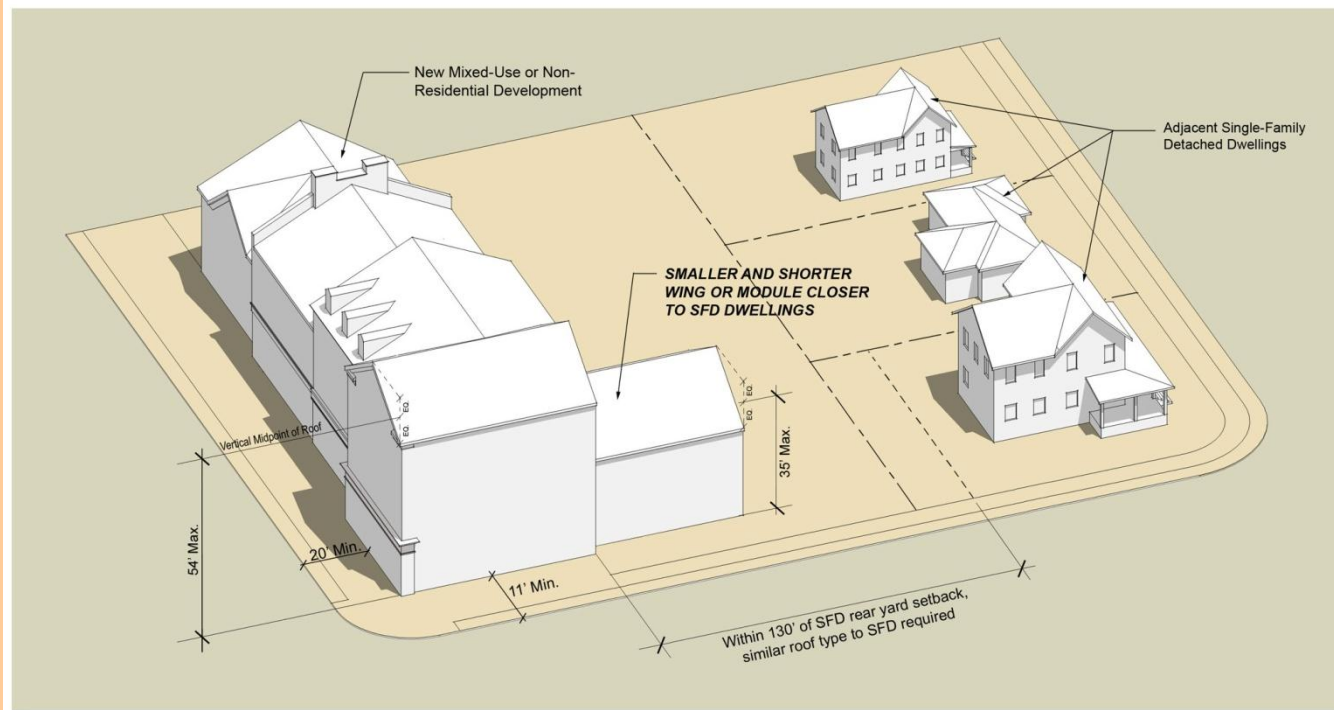 New Mixed-Use or Non-
Residential Development
Adjacent Single-Family
Detached Dwellings
SMALLER AND SHORTER
WING OR MODULE CLOSER
TO SFD DWELLINGS
EQ.
EQ.
EQ.
EQ.
Vertical Midpoint of Roof
35' Max.
54' Max.
20' Min.
11' Min.
Within 130' of SFD rear yard setback,
similar roof type to SFD required